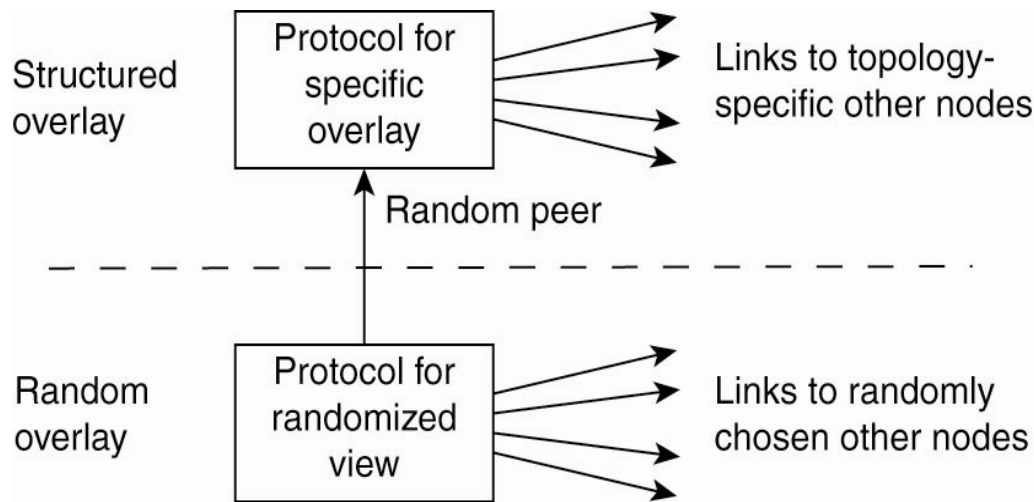 Structured
overlay
Protocol for
specific
overlay
Links to topology-
specific other nodes
Random peer
Random
overlay
Protocol for
randomized
view
Links to randomly
chosen other nodes